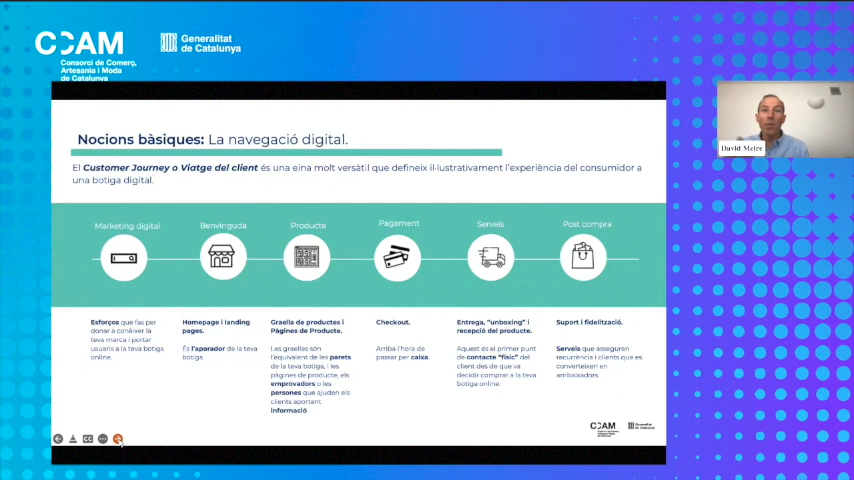 CCAM
Consorci de Comerç,
Artesania i Moda
de Catalunya
Generalitat
de Catalunya
Nocions bàsiques: La navegació digital.
El Customer Journey o Viatge del client és una eina molt versàtil que defineix il·lustrativament l'experiència del consumidor a
una botiga digital.
Marketing digital
Benvinguda
Producte
Pagament
Serveis
Post compra
Esforços que fas per
donar a conèixer la
teva marca i portar
usuaris a la teva botiga
online.
Homepage i landing
pages.
És l'aparador de la teva
botiga.
Graella de productes i
Pàgines de Producte.
Les graelles són
l'equivalent de les parets
de la teva botiga, i les
pàgines de producte, els
emprovadors o les
persones que ajuden els
clients aportant
informació.
Checkout.
Arriba l'hora de
passar per caixa.
Entrega, "unboxing" i
recepció del producte.
Aquest és el primer punt
de contacte "físic" del
client des de que va
decidir comprar a la teva
botiga online.
Suport i fidelització.
Serveis que asseguren
recurrència i clients que es
converteixen en
ambaixadors.
CC
CCAM
Generalitat
de Catalunya
David Meire